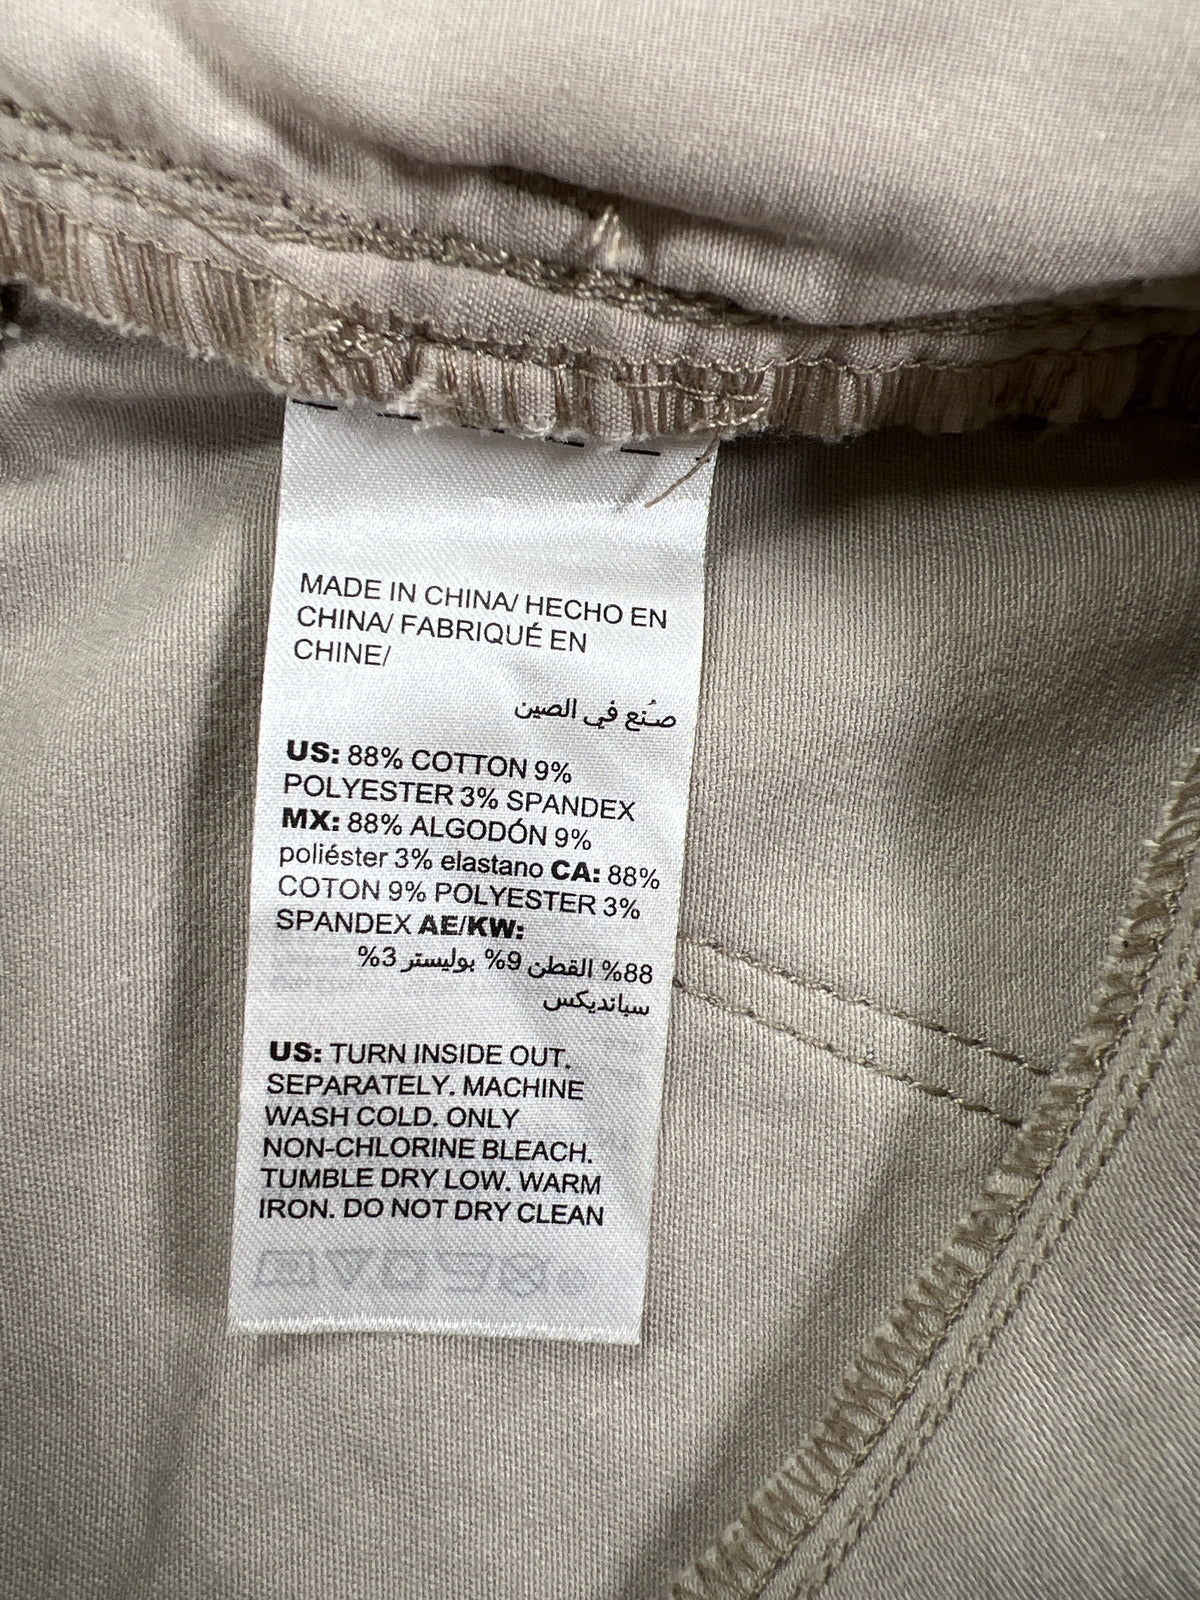 MADE IN CHINA/ HECHO EN
CHINA/ FABRIQUÉ EN
CHINE/
صُنع في الصين
US: 88% COTTON 9%
POLYESTER 3% SPANDEX
MX: 88% ALGODÓN 9%
poliéster 3% elastano CA: 88%
COTON 9% POLYESTER 3%
SPANDEX AE/KW:
88% القطن 9% بوليستر 3%
سباندیکس
US: TURN INSIDE OUT.
SEPARATELY. MACHINE
WASH COLD. ONLY
NON-CHLORINE BLEACH.
TUMBLE DRY LOW. WARM
IRON. DO NOT DRY CLEAN